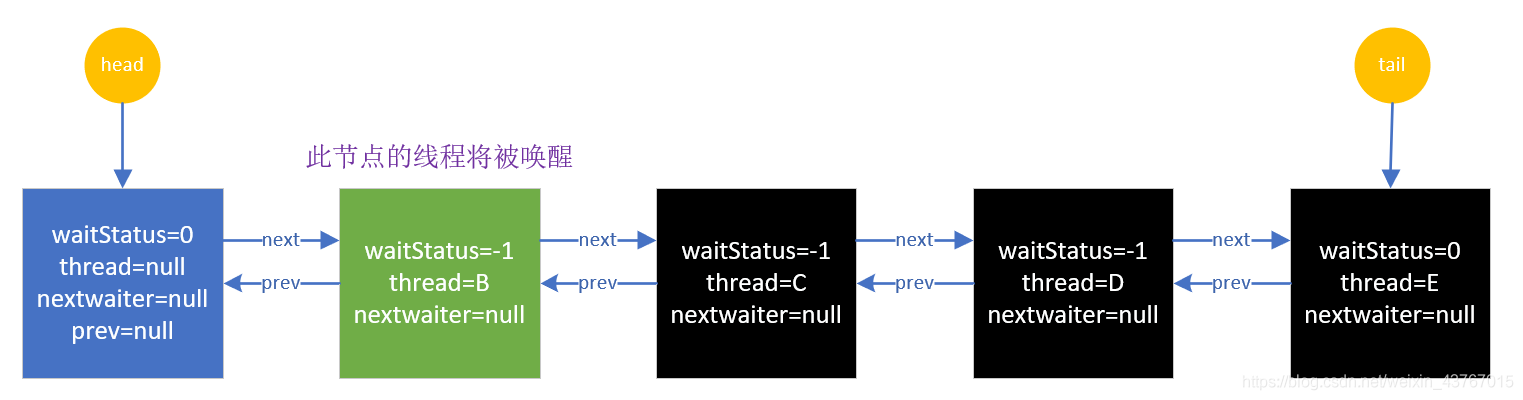 head
tail
此节点的线程将被唤醒
waitStatus=0
thread=null
nextwaiter=null
prev=null
next
prev
waitStatus=-1
thread=B
nextwaiter=null
next
prev
waitStatus=-1
thread=C
nextwaiter=null
next
prev
waitStatus=-1
thread=D
nextwaiter=null
next
prev
waitStatus=0
thread=E
nextwaiter=null
https://blog.csdn.net/weixin_43767015